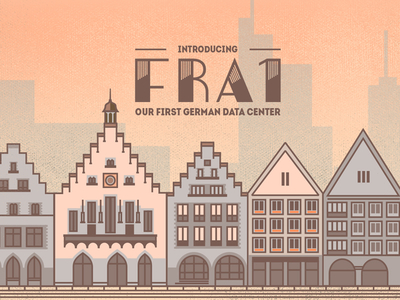 INTRODUCING
FRA1
OUR FIRST GERMAN DATA CENTER